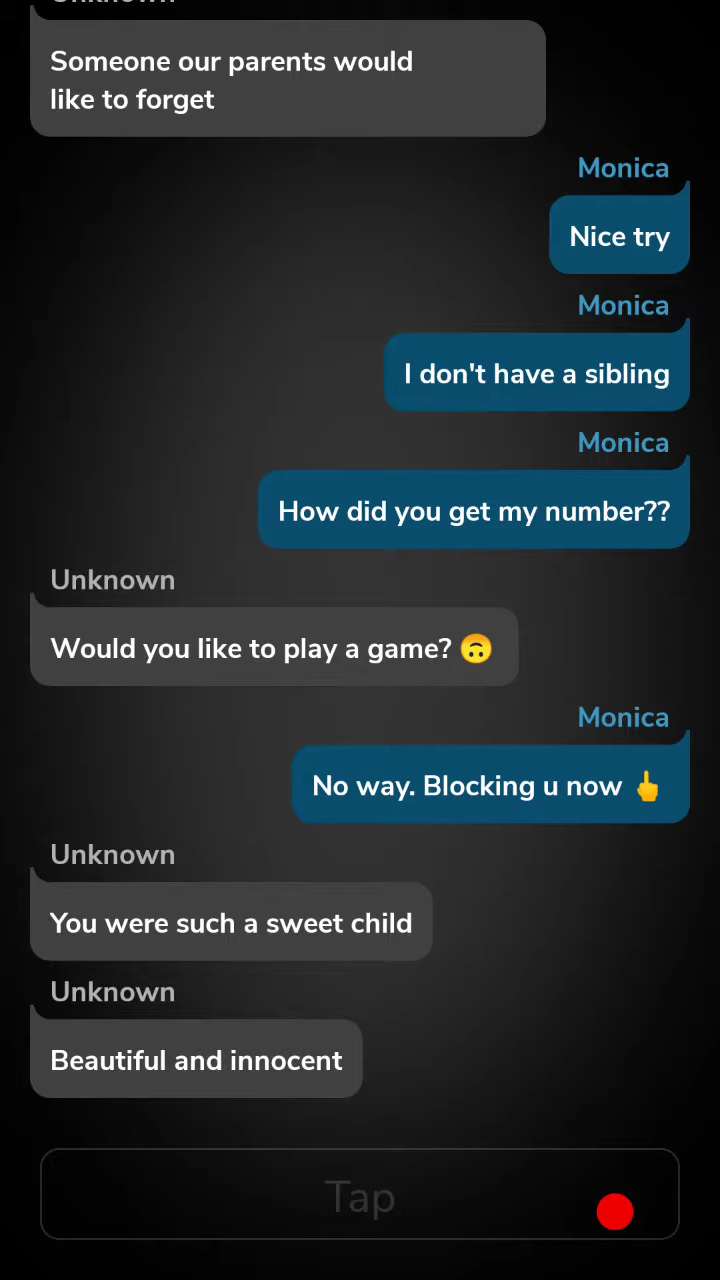 Someone our parents would
like to forget
Monica
Nice try
Monica
I don't have a sibling
Monica
How did you get my number??
Unknown
Would you like to play a game? 🙃
Monica
No way. Blocking u now 🖕
Unknown
You were such a sweet child
Unknown
Beautiful and innocent
Tap